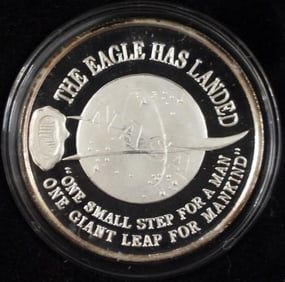 THE EAGLE HAS LANDED
NASA
"ONE SMALL STEP FOR A MAN
ONE GIANT LEAP FOR MANKIND"